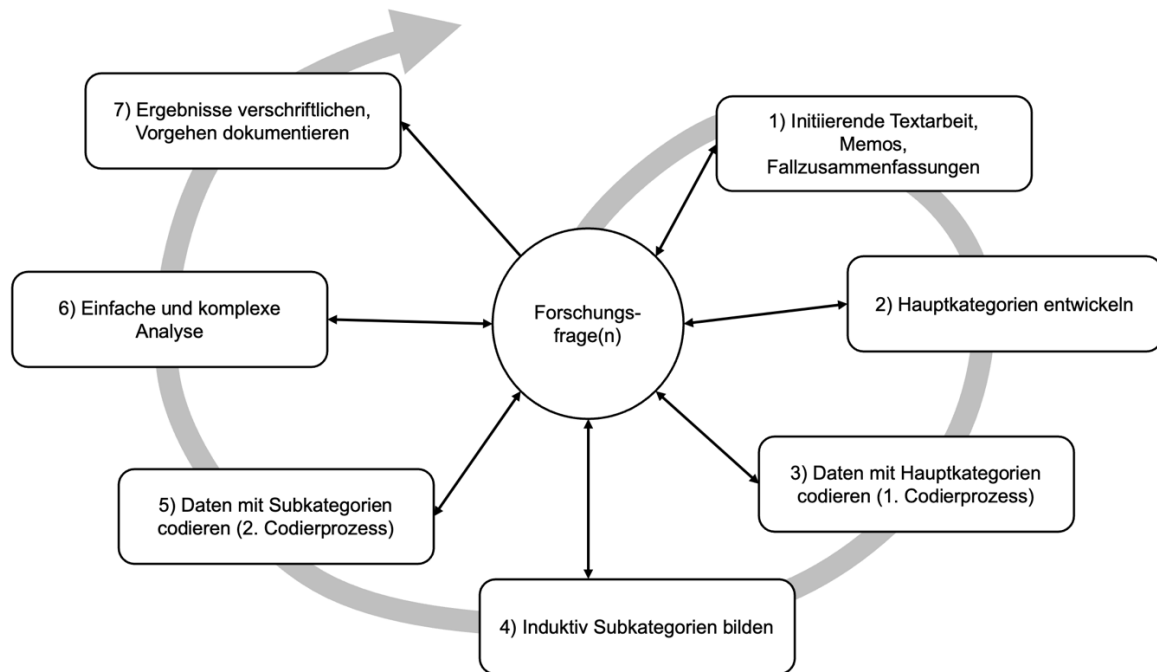 7) Ergebnisse verschriftlichen,
Vorgehen dokumentieren
1) Initiierende Textarbeit,
Memos,
Fallzusammenfassungen
6) Einfache und komplexe
Analyse
Forschungs-
frage(n)
2) Hauptkategorien entwickeln
5) Daten mit Subkategorien
codieren (2. Codierprozess)
3) Daten mit Hauptkategorien
codieren (1. Codierprozess)
4) Induktiv Subkategorien bilden